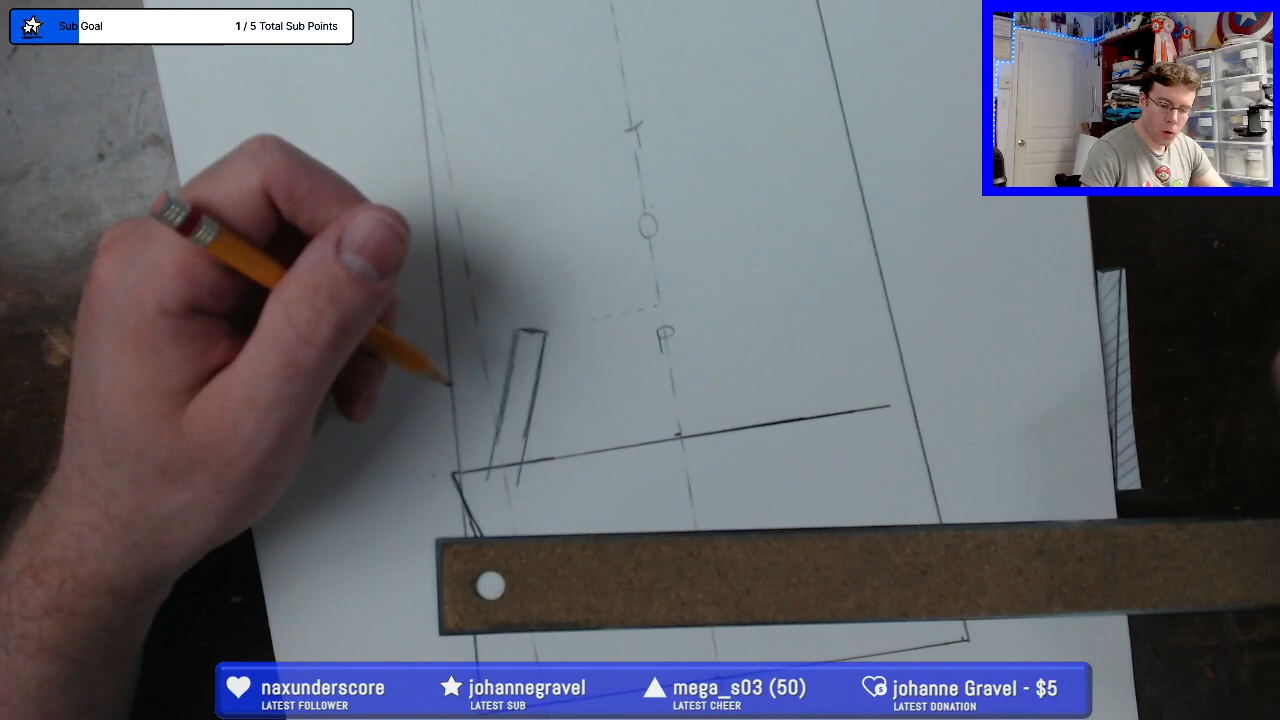 Sub Goal
1 / 5 Total Sub Points
T
O
P
naxunderscore
LATEST FOLLOWER
johannegravel
LATEST SUB
mega_s03 (50)
LATEST CHEER
johanne Gravel - $5
LATEST DONATION